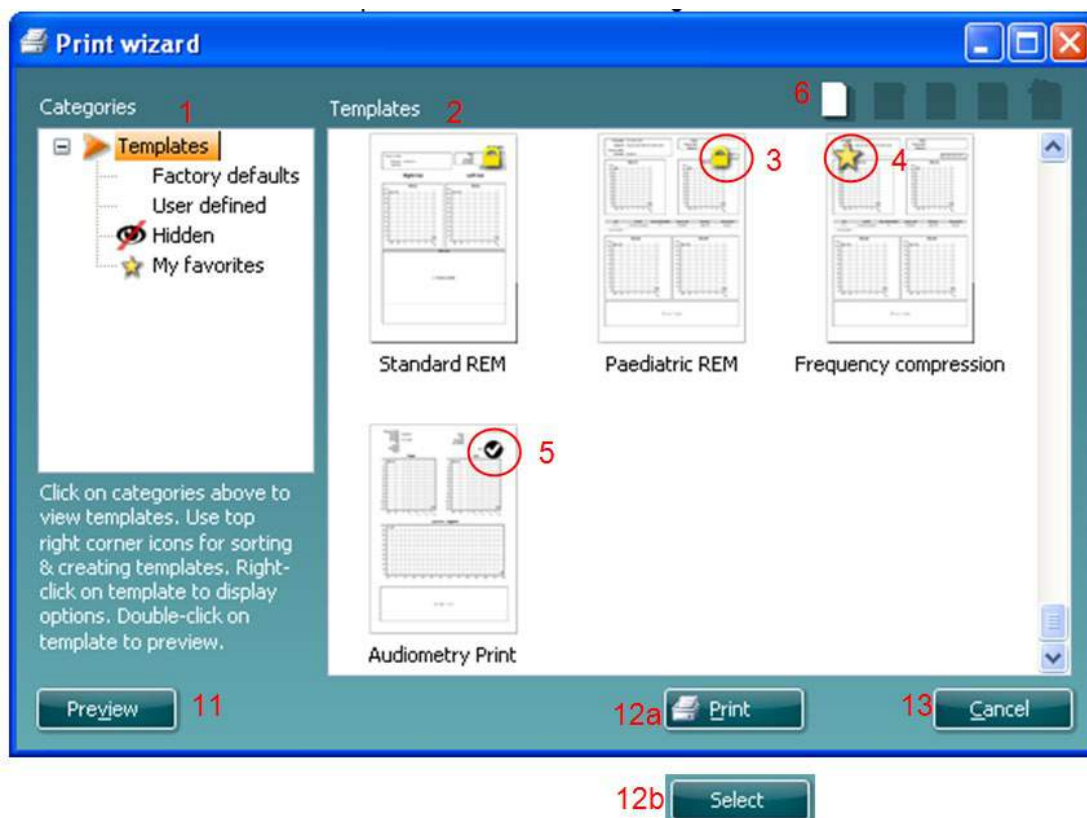 Print wizard
Categories 1
Templates 2
6
Templates
Factory defaults
User defined
Hidden
My favorites
3
4
Standard REM
Paediatric REM
Frequency compression
5
Audiometry Print
Click on categories above to
view templates. Use top
right corner icons for sorting
& creating templates. Right-
click on template to display
options. Double-click on
template to preview.
Preview 11
12a Print
13 Cancel
12b Select